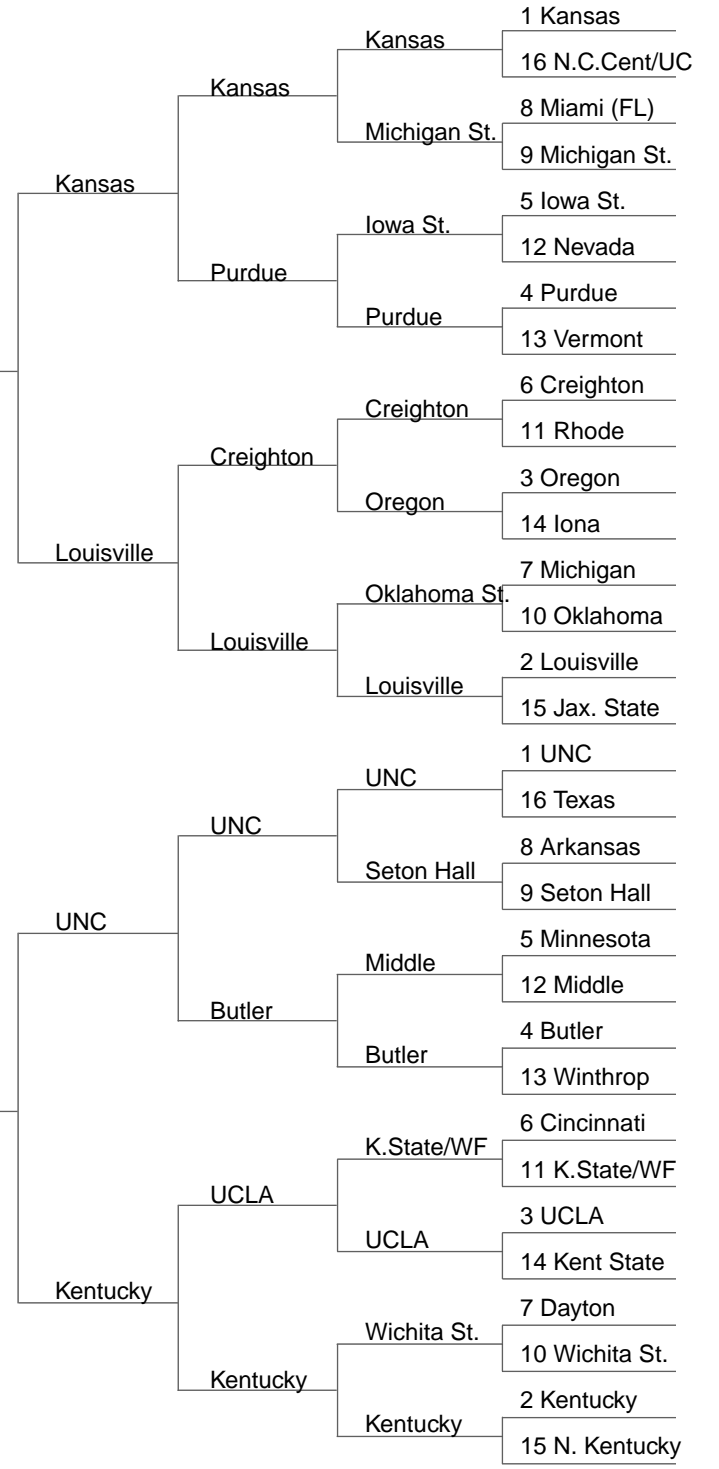 1 Kansas
Kansas
16 N.C.Cent/UC
Kansas
8 Miami (FL)
Michigan St.
9 Michigan St.
Kansas
5 Iowa St.
Iowa St.
12 Nevada
Purdue
4 Purdue
Purdue
13 Vermont
6 Creighton
Creighton
11 Rhode
Creighton
3 Oregon
Oregon
14 Iona
Louisville
7 Michigan
Oklahoma St.
10 Oklahoma
Louisville
2 Louisville
Louisville
15 Jax. State
1 UNC
UNC
16 Texas
UNC
8 Arkansas
Seton Hall
9 Seton Hall
UNC
5 Minnesota
Middle
12 Middle
Butler
4 Butler
Butler
13 Winthrop
6 Cincinnati
K.State/WF
11 K.State/WF
UCLA
3 UCLA
UCLA
14 Kent State
Kentucky
7 Dayton
Wichita St.
10 Wichita St.
Kentucky
2 Kentucky
Kentucky
15 N. Kentucky